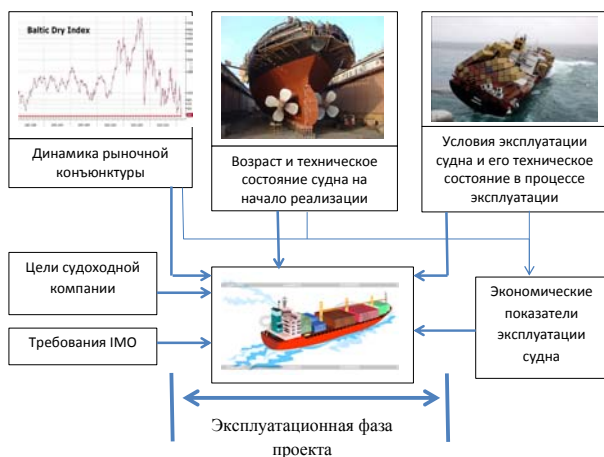 Baltic Dry Index
Динамика рыночной
конъюнктуры
Возраст и техническое
состояние судна на
начало реализации
Условия эксплуатации
судна и его техническое
состояние в процессе
эксплуатации
Цели судоходной
компании
Требования IMO
Экономические
показатели
эксплуатации
судна
Эксплуатационная фаза
проекта